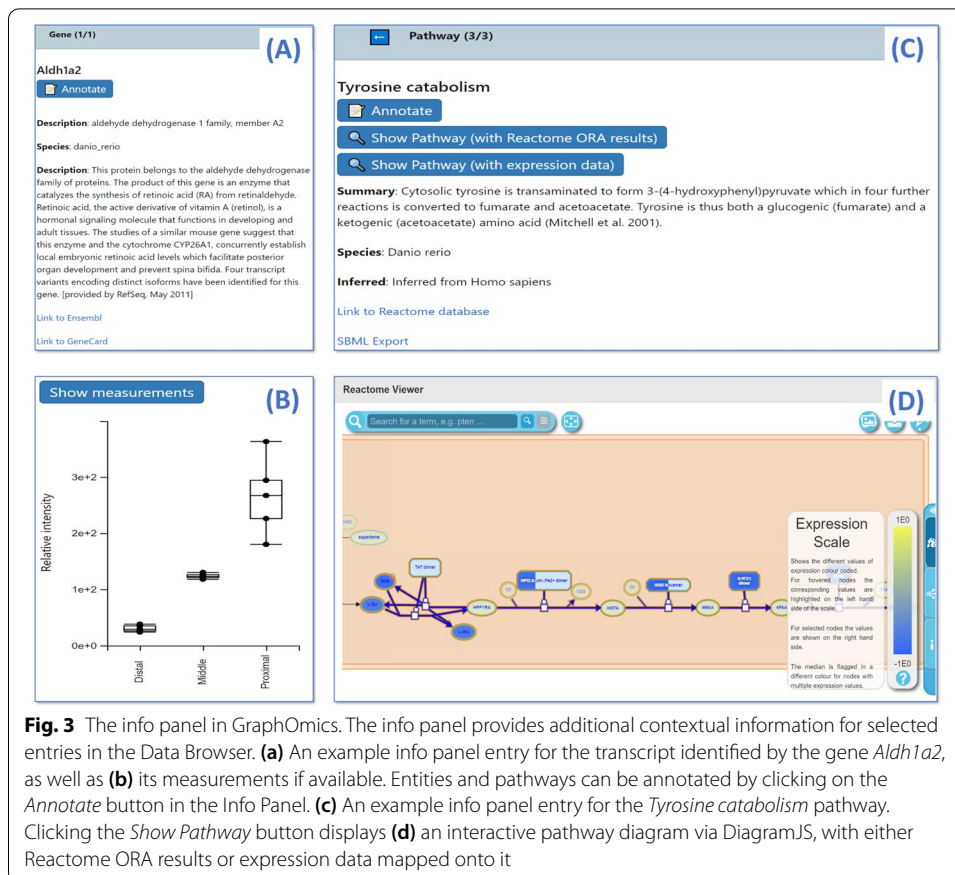 Gene (1/1)
(A)
Aldh1a2
Annotate
Description: aldehyde dehydrogenase 1 family, member A2
Species: danio_rerio
Description: This protein belongs to the aldehyde dehydrogenase
family of proteins. The product of this gene is an enzyme that
catalyzes the synthesis of retinoic acid (RA) from retinaldehyde.
Retinoic acid, the active derivative of vitamin A (retinol), is a
hormonal signaling molecule that functions in developing and
adult tissues. The studies of a similar mouse gene suggest that
this enzyme and the cytochrome CYP26A1, concurrently establish
local embryonic retinoic acid levels which facilitate posterior
organ development and prevent spina bifida. Four transcript
variants encoding distinct isoforms have been identified for this
gene. [provided by RefSeq, May 2011]
Link to Ensembl
Link to GeneCard
Pathway (3/3)
(C)
Tyrosine catabolism
Annotate
Show Pathway (with Reactome ORA results)
Show Pathway (with expression data)
Summary: Cytosolic tyrosine is transaminated to form 3-(4-hydroxyphenyl)pyruvate which in four further
reactions is converted to fumarate and acetoacetate. Tyrosine is thus both a glucogenic (fumarate) and a
ketogenic (acetoacetate) amino acid (Mitchell et al. 2001).
Species: Danio rerio
Inferred: Inferred from Homo sapiens
Link to Reactome database
SBML Export
Show measurements
(B)
Relative intensity
3e+2
2e+2
1e+2
0e+0
Distal
Middle
Proximal
Reactome Viewer
(D)
Search for a term, e.g. pten ...
TAT dimer
HPP/YRA
HGTA
4MAA
Expression
Scale
Shows the different values of
expression colour coded.
For hovered nodes the
corresponding values are
highlighted on the left hand
side of the scale.
For selected nodes the values
are shown on the right hand
side.
The median is flagged in a
different colour for nodes with
multiple expression values.
1E0
-1E0
?
Fig. 3 The info panel in GraphOmics. The info panel provides additional contextual information for selected
entries in the Data Browser. (a) An example info panel entry for the transcript identified by the gene Aldh1a2,
as well as (b) its measurements if available. Entities and pathways can be annotated by clicking on the
Annotate button in the Info Panel. (c) An example info panel entry for the Tyrosine catabolism pathway.
Clicking the Show Pathway button displays (d) an interactive pathway diagram via DiagramJS, with either
Reactome ORA results or expression data mapped onto it